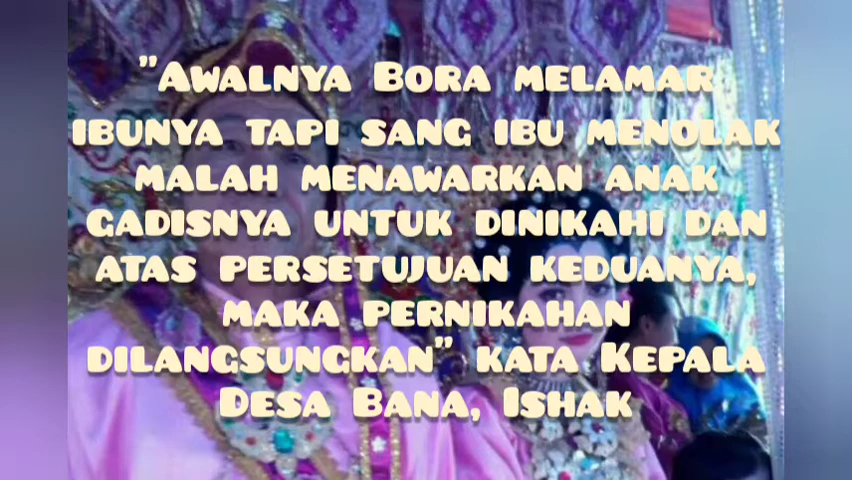 "Awalnya Bora melamar
ibunya tapi sang ibu menolak
malah menawarkan anak
gadisnya untuk dinikahi dan
atas persetujuan keduanya,
maka pernikahan
dilangsungkan" kata Kepala
Desa Bana, Ishak